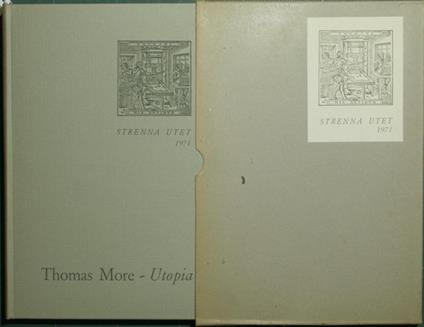 STRENNA UTET
1971
Thomas More - Utopia
STRENNA UTET
1971